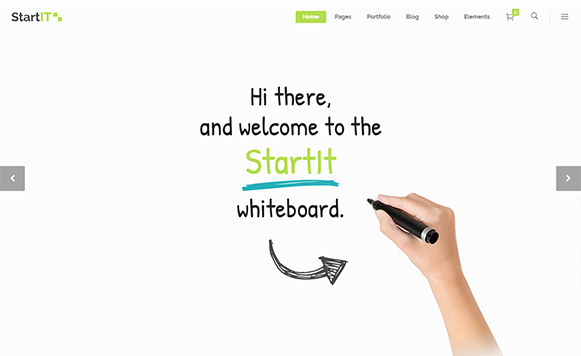 StartIT
Home Pages Portfolio Blog Shop Elements 0
Hi there,
and welcome to the
StartIt
whiteboard.